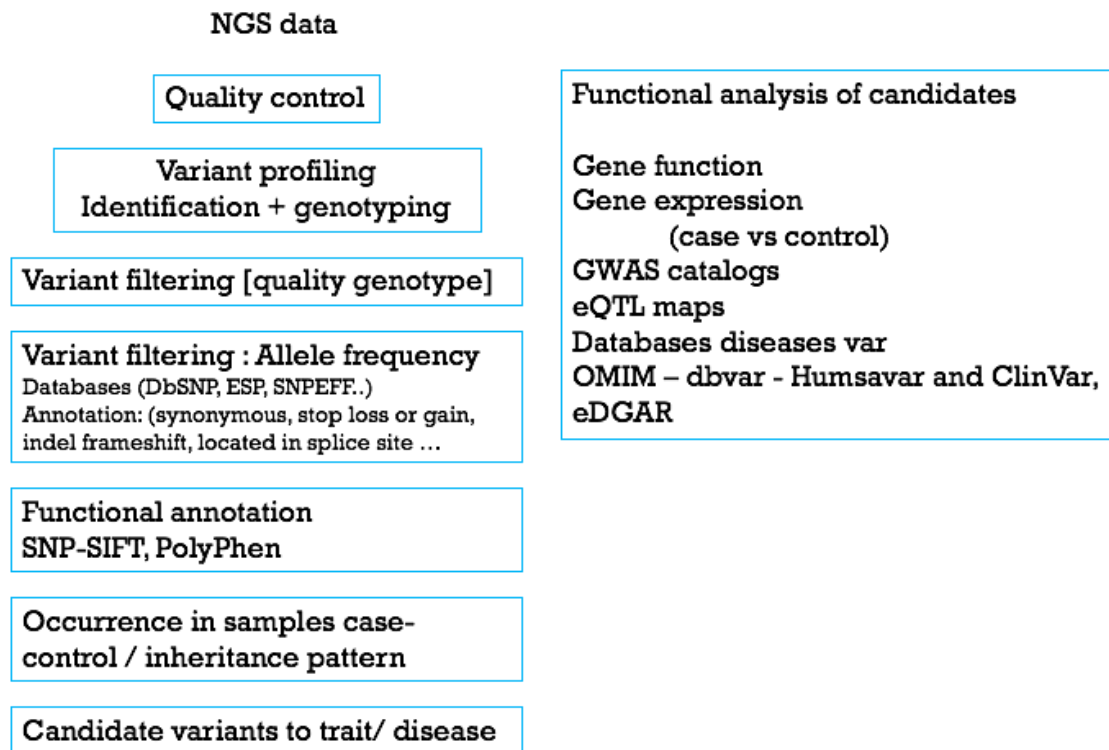 NGS data
Quality control
Variant profiling
Identification + genotyping
Variant filtering [quality genotype]
Variant filtering : Allele frequency
Databases (DbSNP, ESP, SNPEFF..)
Annotation: (synonymous, stop loss or gain,
indel frameshift, located in splice site ...
Functional annotation
SNP-SIFT, PolyPhen
Occurrence in samples case-
control / inheritance pattern
Candidate variants to trait/ disease
Functional analysis of candidates
Gene function
Gene expression
(case vs control)
GWAS catalogs
eQTL maps
Databases diseases var
OMIM – dbvar - Humsavar and ClinVar,
eDGAR